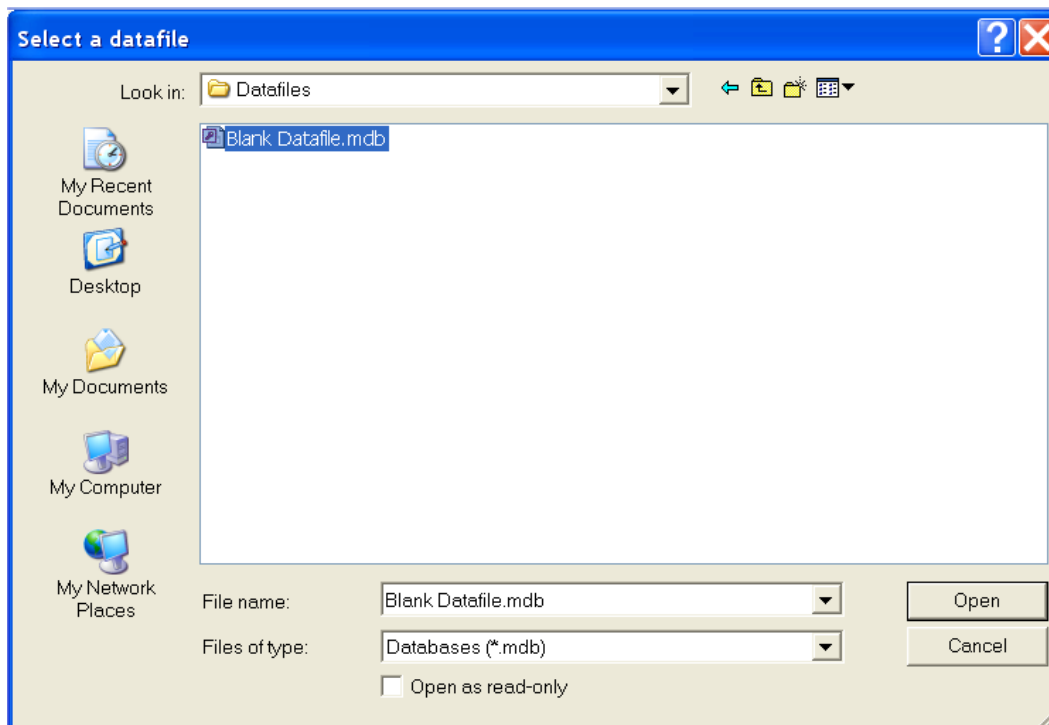 Select a datafile
Look in: Datafiles
Blank Datafile.mdb
My Recent
Documents
Desktop
My Documents
My Computer
My Network
Places
File name: Blank Datafile.mdb Open
Files of type: Databases (*.mdb) Cancel
Open as read-only